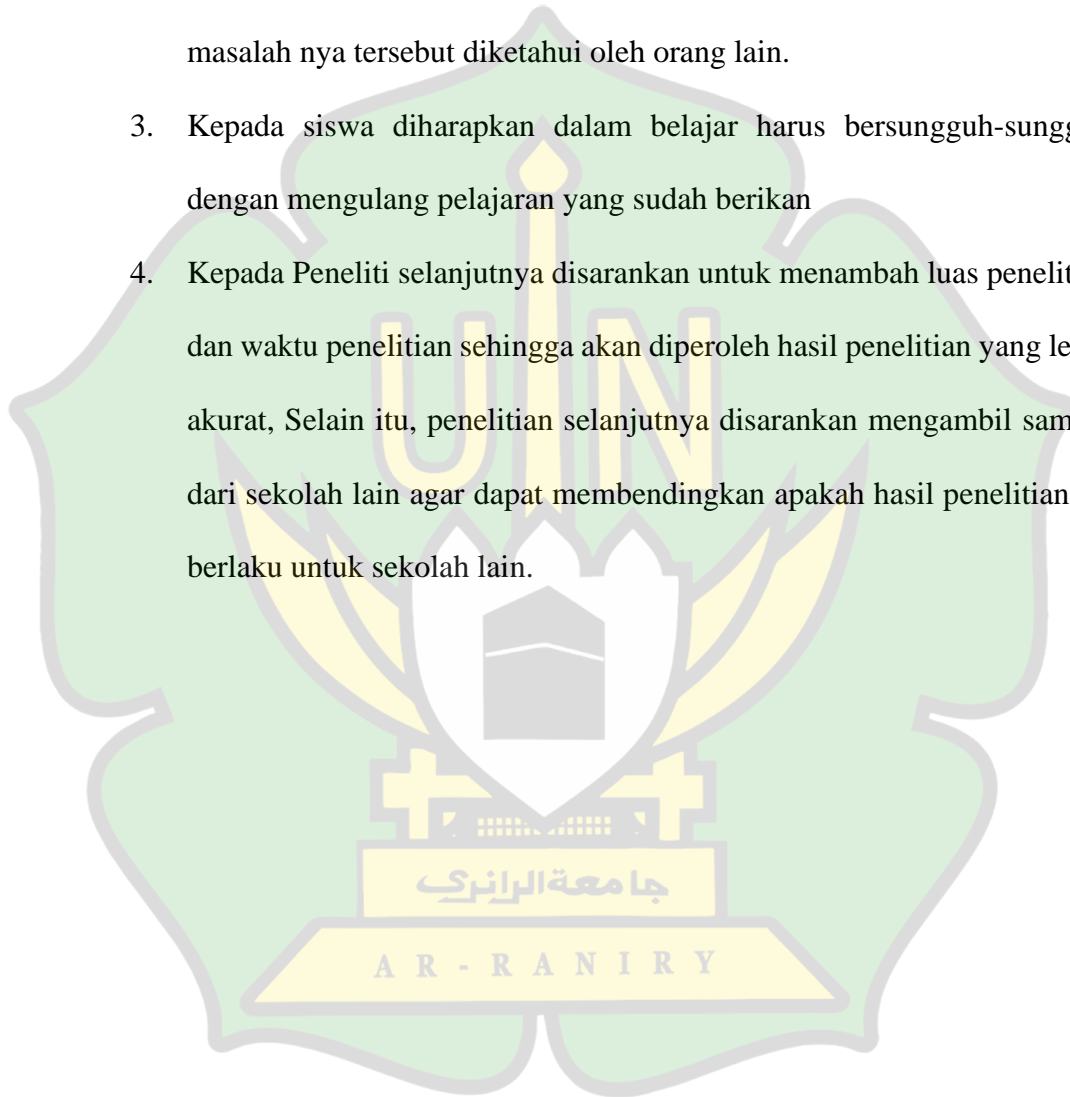 masalah nya tersebut diketahui oleh orang lain.
3. Kepada siswa diharapkan dalam belajar harus bersungguh-sungg
dengan mengulang pelajaran yang sudah berikan
4. Kepada Peneliti selanjutnya disarankan untuk menambah luas penelit
dan waktu penelitian sehingga akan diperoleh hasil penelitian yang le
akurat, Selain itu, penelitian selanjutnya disarankan mengambil sam
dari sekolah lain agar dapat membendingkan apakah hasil penelitian
berlaku untuk sekolah lain.
UIN
جامعة الرانري
AR-RANIRY